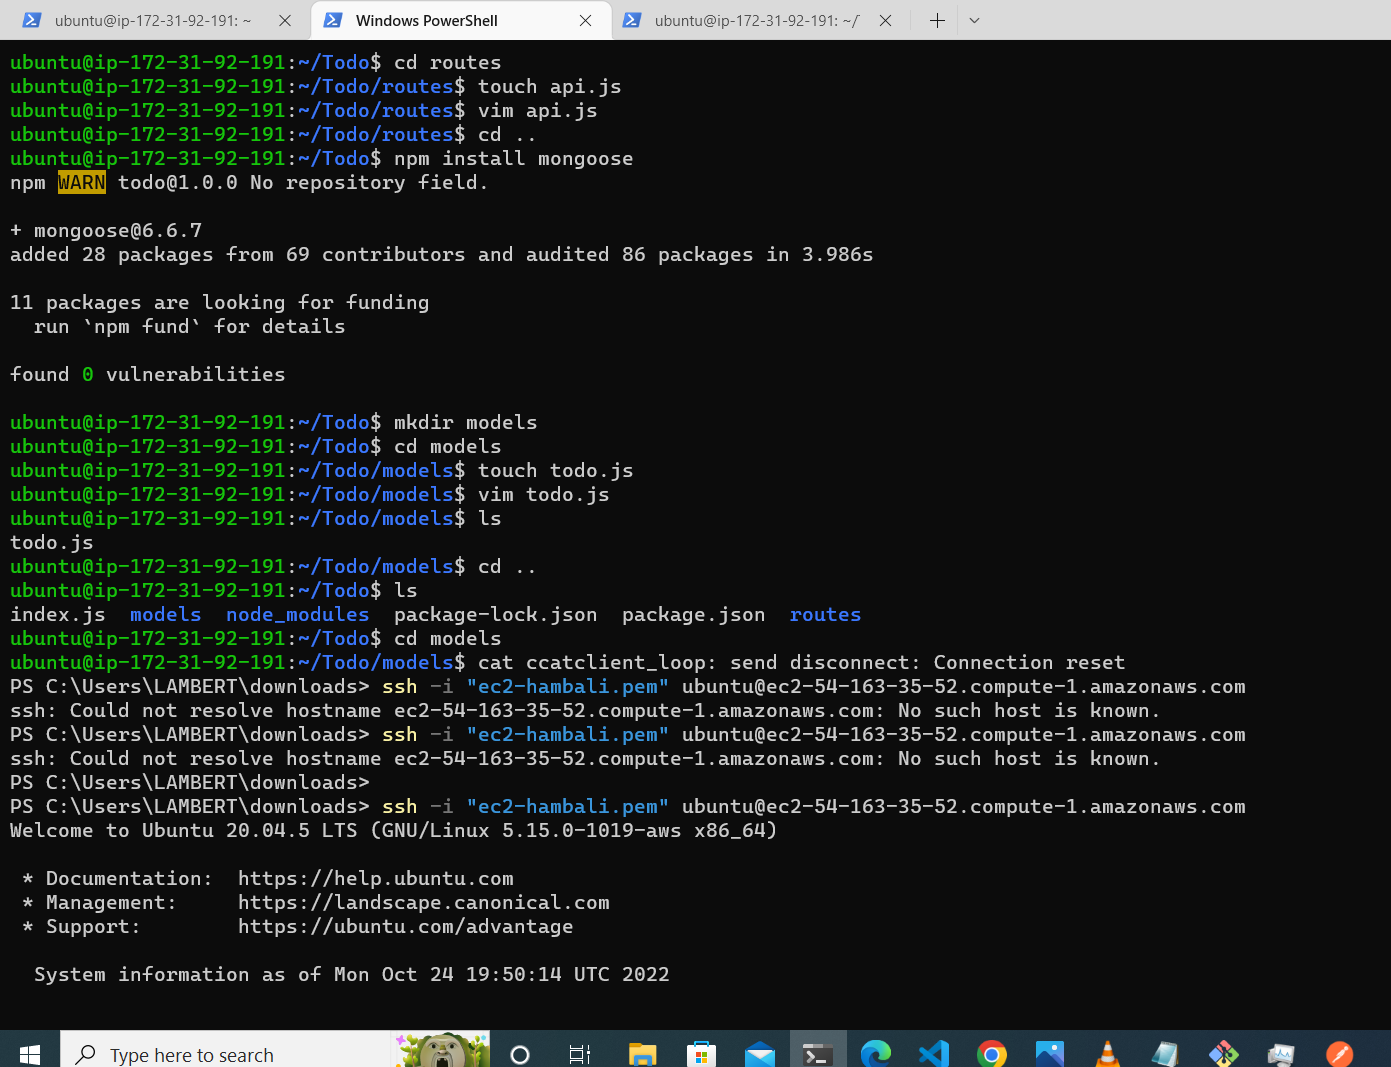 ubuntu@ip-172-31-92-191: ~
Windows PowerShell
ubuntu@ip-172-31-92-191: ~/T
ubuntu@ip-172-31-92-191:~/Todo$ cd routes
ubuntu@ip-172-31-92-191:~/Todo/routes$ touch api.js
ubuntu@ip-172-31-92-191:~/Todo/routes$ vim api.js
ubuntu@ip-172-31-92-191:~/Todo/routes$ cd ..
ubuntu@ip-172-31-92-191:~/Todo$ npm install mongoose
npm WARN todo@1.0.0 No repository field.
+ mongoose@6.6.7
added 28 packages from 69 contributors and audited 86 packages in 3.986s
11 packages are looking for funding
  run `npm fund` for details
found 0 vulnerabilities
ubuntu@ip-172-31-92-191:~/Todo$ mkdir models
ubuntu@ip-172-31-92-191:~/Todo$ cd models
ubuntu@ip-172-31-92-191:~/Todo/models$ touch todo.js
ubuntu@ip-172-31-92-191:~/Todo/models$ vim todo.js
ubuntu@ip-172-31-92-191:~/Todo/models$ ls
todo.js
ubuntu@ip-172-31-92-191:~/Todo/models$ cd ..
ubuntu@ip-172-31-92-191:~/Todo$ ls
index.js  models  node_modules  package-lock.json  package.json  routes
ubuntu@ip-172-31-92-191:~/Todo$ cd models
ubuntu@ip-172-31-92-191:~/Todo/models$ cat ccatclient_loop: send disconnect: Connection reset
PS C:\Users\LAMBERT\downloads> ssh -i "ec2-hambali.pem" ubuntu@ec2-54-163-35-52.compute-1.amazonaws.com
ssh: Could not resolve hostname ec2-54-163-35-52.compute-1.amazonaws.com: No such host is known.
PS C:\Users\LAMBERT\downloads> ssh -i "ec2-hambali.pem" ubuntu@ec2-54-163-35-52.compute-1.amazonaws.com
ssh: Could not resolve hostname ec2-54-163-35-52.compute-1.amazonaws.com: No such host is known.
PS C:\Users\LAMBERT\downloads>
PS C:\Users\LAMBERT\downloads> ssh -i "ec2-hambali.pem" ubuntu@ec2-54-163-35-52.compute-1.amazonaws.com
Welcome to Ubuntu 20.04.5 LTS (GNU/Linux 5.15.0-1019-aws x86_64)
 * Documentation:  https://help.ubuntu.com
 * Management:     https://landscape.canonical.com
 * Support:        https://ubuntu.com/advantage
  System information as of Mon Oct 24 19:50:14 UTC 2022
Type here to search